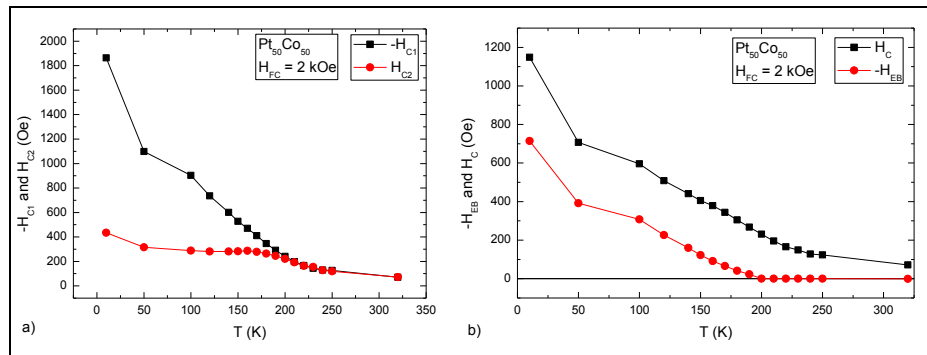 2000
1800
1600
1400
1200
1000
800
600
400
200
0
-H_C1 and H_C2 (Oe)
Pt50Co50
H_FC = 2 kOe
-H_C1
H_C2
0 50 100 150 200 250 300 350
T (K)
a)
1200
1000
800
600
400
200
0
-H_EB and H_C (Oe)
Pt50Co50
H_FC = 2 kOe
H_C
-H_EB
0 50 100 150 200 250 300
T (K)
b)